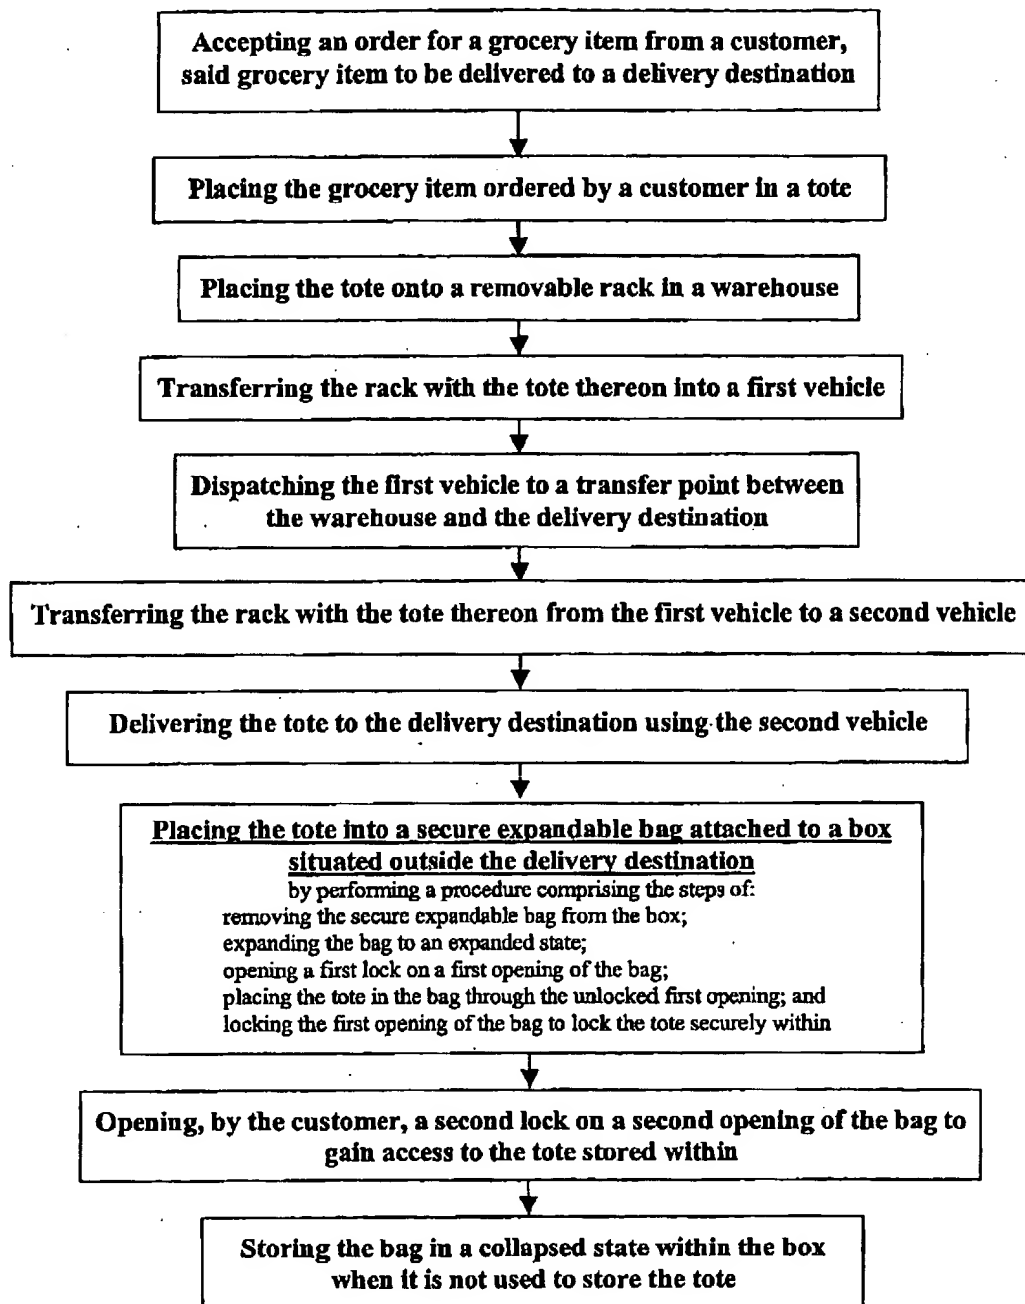 Accepting an order for a grocery item from a customer,
said grocery item to be delivered to a delivery destination
Placing the grocery item ordered by a customer in a tote
Placing the tote onto a removable rack in a warehouse
Transferring the rack with the tote thereon into a first vehicle
Dispatching the first vehicle to a transfer point between
the warehouse and the delivery destination
Transferring the rack with the tote thereon from the first vehicle to a second vehicle
Delivering the tote to the delivery destination using the second vehicle
Placing the tote into a secure expandable bag attached to a box
situated outside the delivery destination
by performing a procedure comprising the steps of:
removing the secure expandable bag from the box;
expanding the bag to an expanded state;
opening a first lock on a first opening of the bag;
placing the tote in the bag through the unlocked first opening; and
locking the first opening of the bag to lock the tote securely within
Opening, by the customer, a second lock on a second opening of the bag to
gain access to the tote stored within
Storing the bag in a collapsed state within the box
when it is not used to store the tote